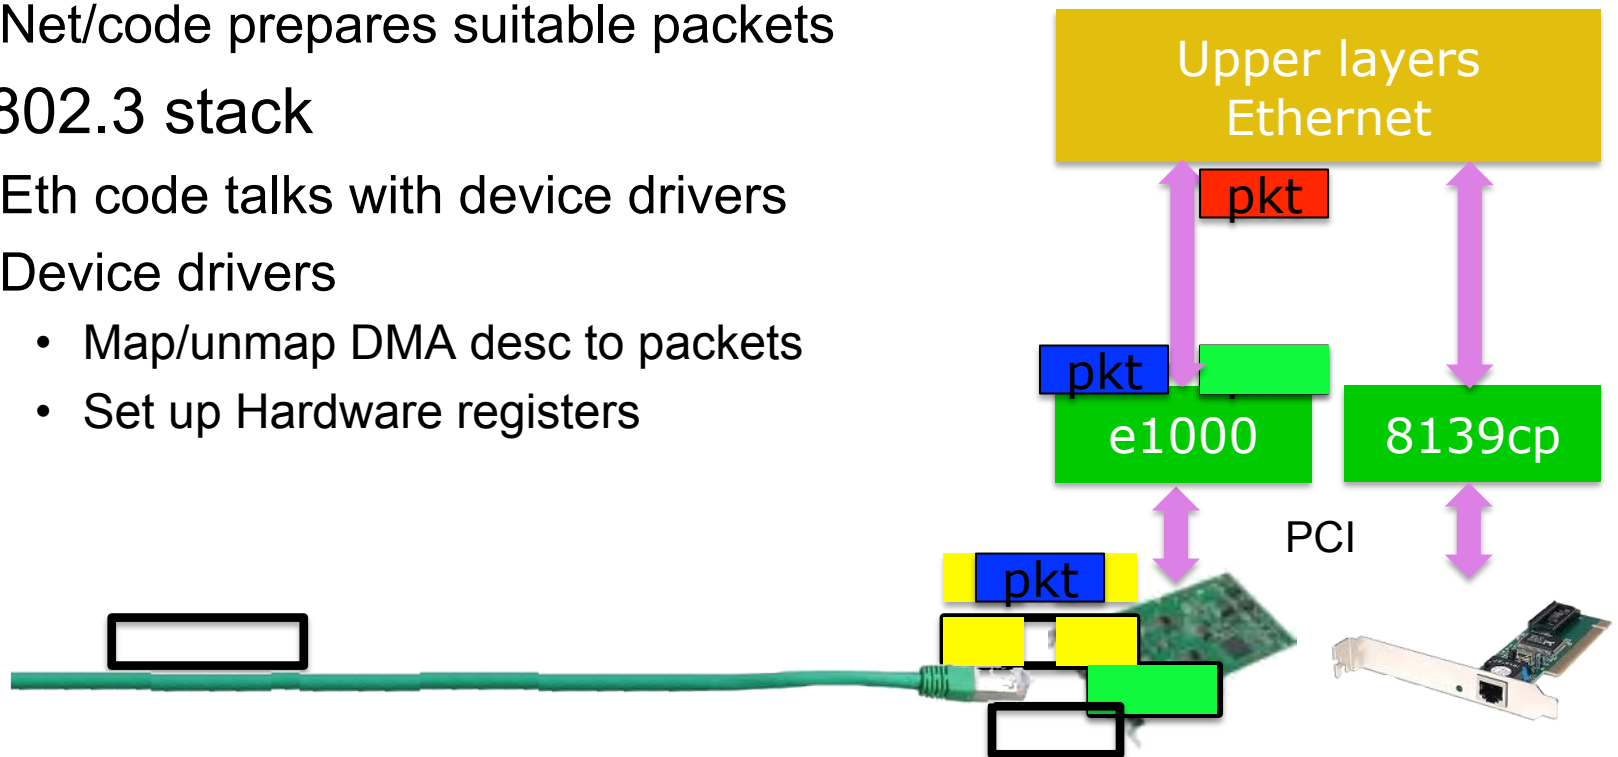 Net/code prepares suitable packets
802.3 stack
Eth code talks with device drivers
Device drivers
• Map/unmap DMA desc to packets
• Set up Hardware registers
Upper layers
Ethernet
pkt
pkt
e1000
8139cp
PCI
pkt